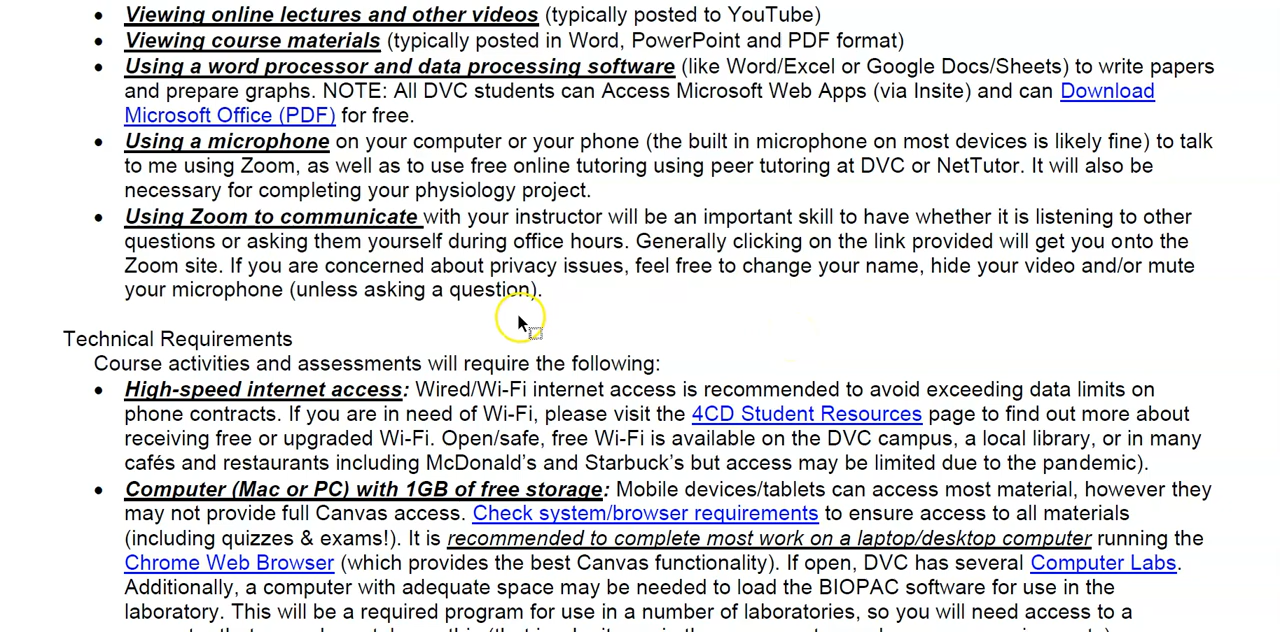 • Viewing online lectures and other videos (typically posted to YouTube)
• Viewing course materials (typically posted in Word, PowerPoint and PDF format)
• Using a word processor and data processing software (like Word/Excel or Google Docs/Sheets) to write papers
and prepare graphs. NOTE: All DVC students can Access Microsoft Web Apps (via Insite) and can Download
Microsoft Office (PDF) for free.
• Using a microphone on your computer or your phone (the built in microphone on most devices is likely fine) to talk
to me using Zoom, as well as to use free online tutoring using peer tutoring at DVC or NetTutor. It will also be
necessary for completing your physiology project.
• Using Zoom to communicate with your instructor will be an important skill to have whether it is listening to other
questions or asking them yourself during office hours. Generally clicking on the link provided will get you onto the
Zoom site. If you are concerned about privacy issues, feel free to change your name, hide your video and/or mute
your microphone (unless asking a question).
Technical Requirements
Course activities and assessments will require the following:
• High-speed internet access: Wired/Wi-Fi internet access is recommended to avoid exceeding data limits on
phone contracts. If you are in need of Wi-Fi, please visit the 4CD Student Resources page to find out more about
receiving free or upgraded Wi-Fi. Open/safe, free Wi-Fi is available on the DVC campus, a local library, or in many
cafés and restaurants including McDonald's and Starbuck's but access may be limited due to the pandemic).
• Computer (Mac or PC) with 1GB of free storage: Mobile devices/tablets can access most material, however they
may not provide full Canvas access. Check system/browser requirements to ensure access to all materials
(including quizzes & exams!). It is recommended to complete most work on a laptop/desktop computer running the
Chrome Web Browser (which provides the best Canvas functionality). If open, DVC has several Computer Labs.
Additionally, a computer with adequate space may be needed to load the BIOPAC software for use in the
laboratory. This will be a required program for use in a number of laboratories, so you will need access to a